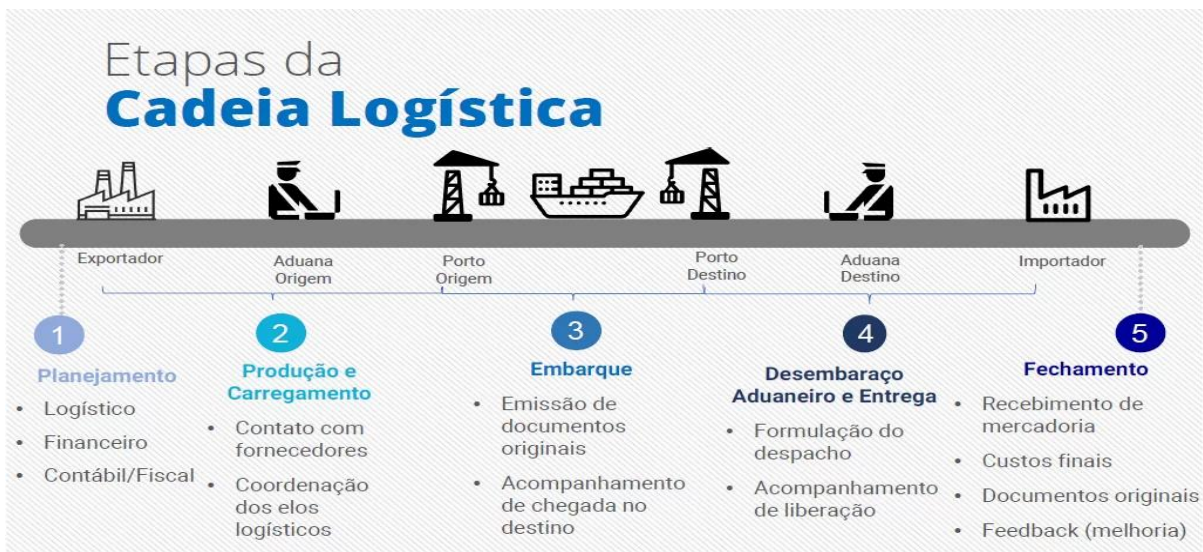 Etapas da
Cadeia Logística
Exportador
Aduana
Origem
Porto
Origem
Porto
Destino
Aduana
Destino
Importador
1
Planejamento
• Logístico
• Financeiro
• Contábil/Fiscal
2
Produção e
Carregamento
• Contato com
fornecedores
• Coordenação
dos elos
logísticos
3
Embarque
• Emissão de
documentos
originais
• Acompanhamento
de chegada no
destino
4
Desembaraço
Aduaneiro e Entrega
• Formulação do
despacho
• Acompanhamento
de liberação
5
Fechamento
• Recebimento de
mercadoria
• Custos finais
• Documentos originais
• Feedback (melhoria)